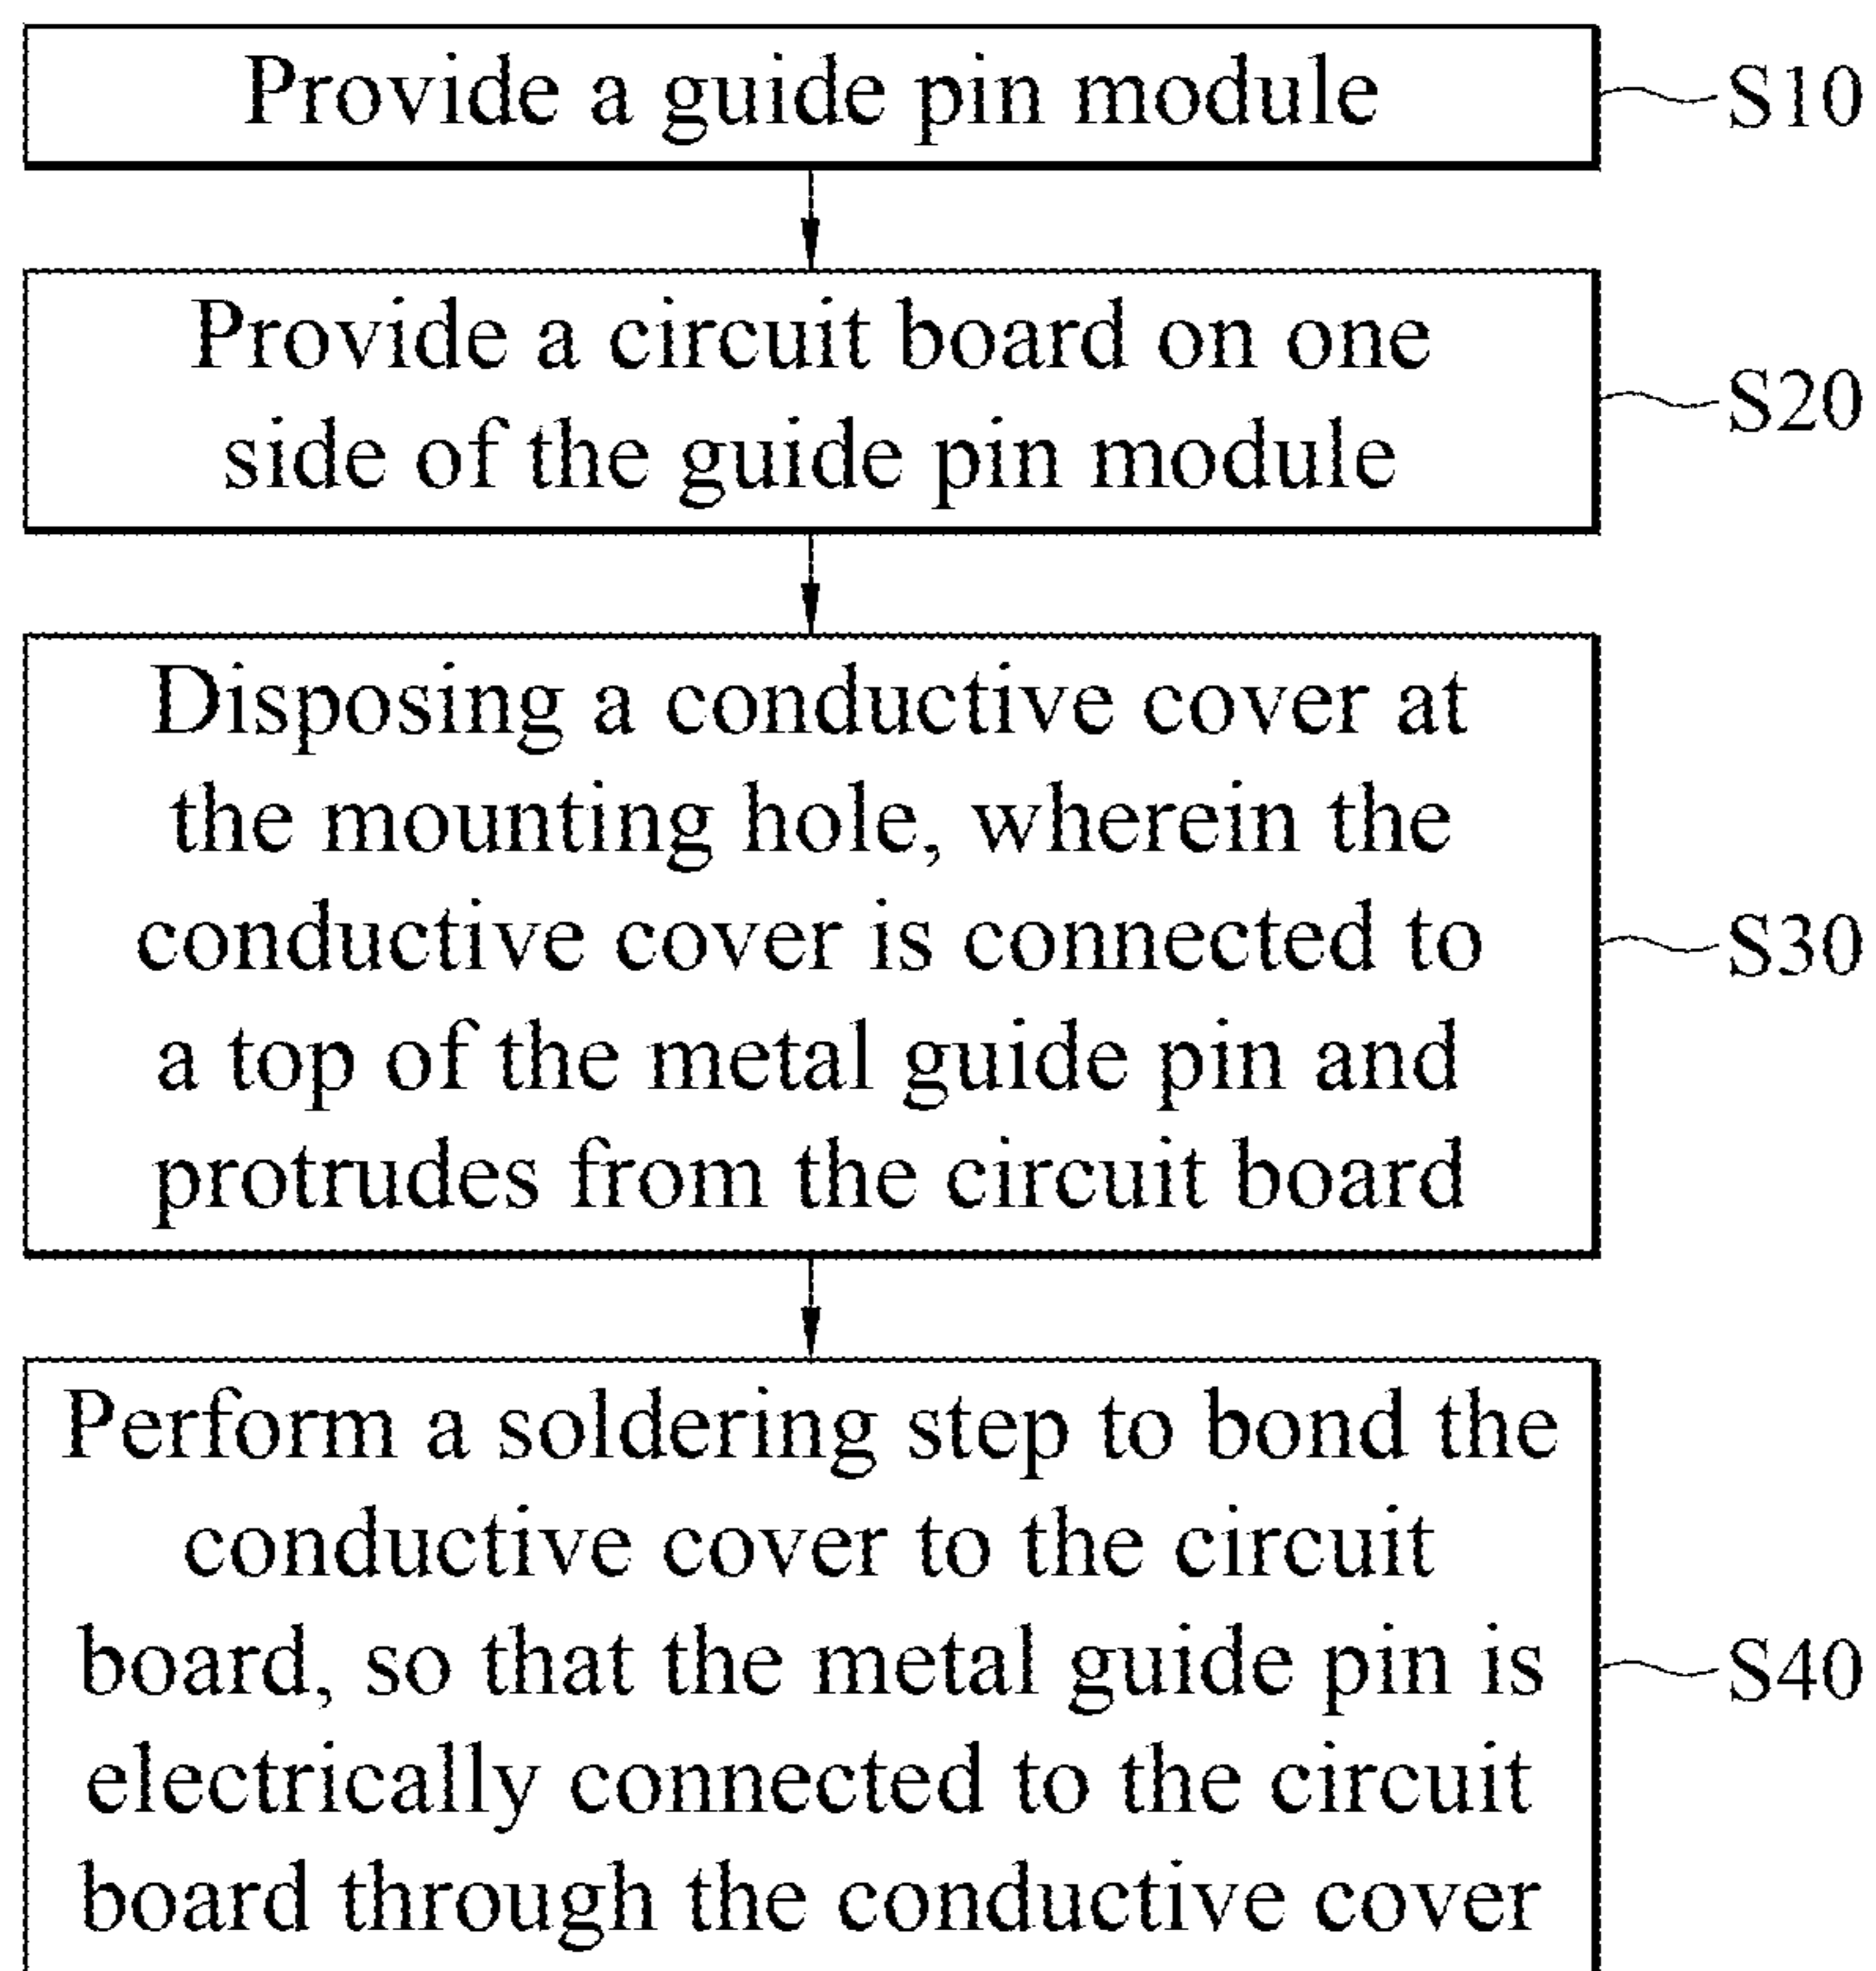 Provide a guide pin module
S10
Provide a circuit board on one
side of the guide pin module
S20
Disposing a conductive cover at
the mounting hole, wherein the
conductive cover is connected to
a top of the metal guide pin and
protrudes from the circuit board
S30
Perform a soldering step to bond the
conductive cover to the circuit
board, so that the metal guide pin is
electrically connected to the circuit
board through the conductive cover
S40